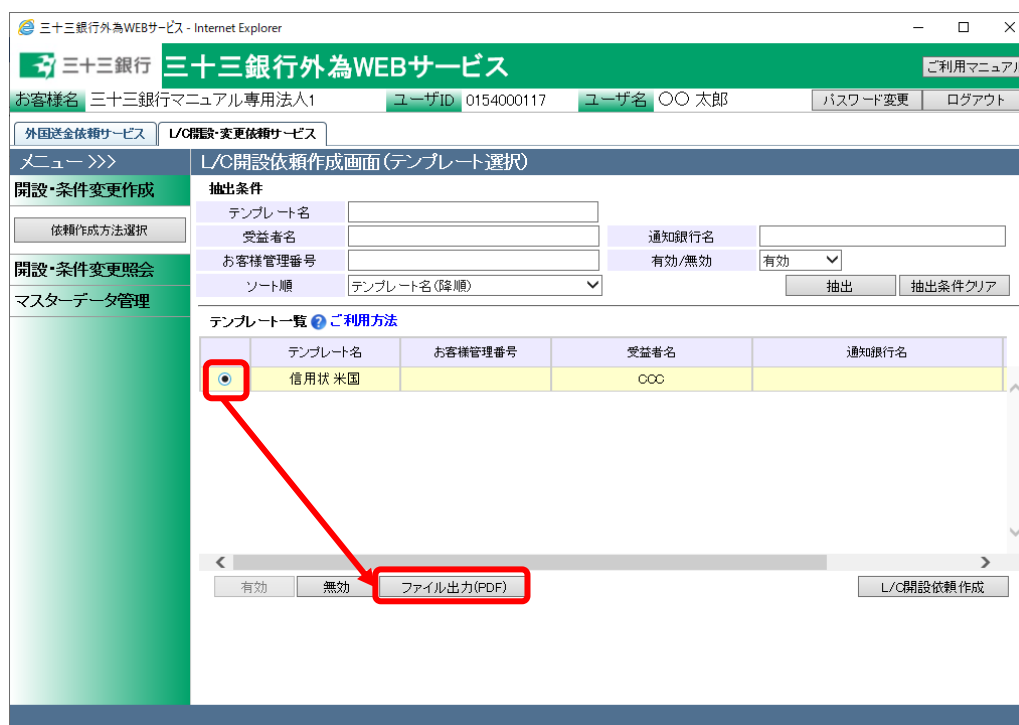 三十三銀行外為WEBサービス - Internet Explorer
三十三銀行 三十三銀行外為WEBサービス ご利用マニュアル
お客様名 三十三銀行マニュアル専用法人1 ユーザID 0154000117 ユーザ名 〇〇 太郎 パスワード変更 ログアウト
外国送金依頼サービス L/C開設・変更依頼サービス
メニュー >>> L/C開設依頼作成画面(テンプレート選択)
開設・条件変更作成
依頼作成方法選択
開設・条件変更照会
マスターデータ管理
抽出条件
テンプレート名
受益者名 通知銀行名
お客様管理番号 有効/無効 有効
ソート順 テンプレート名(降順) 抽出 抽出条件クリア
テンプレート一覧 ? ご利用方法
テンプレート名 お客様管理番号 受益者名 通知銀行名
信用状 米国 CCC
有効 無効 ファイル出力(PDF) L/C開設依頼作成